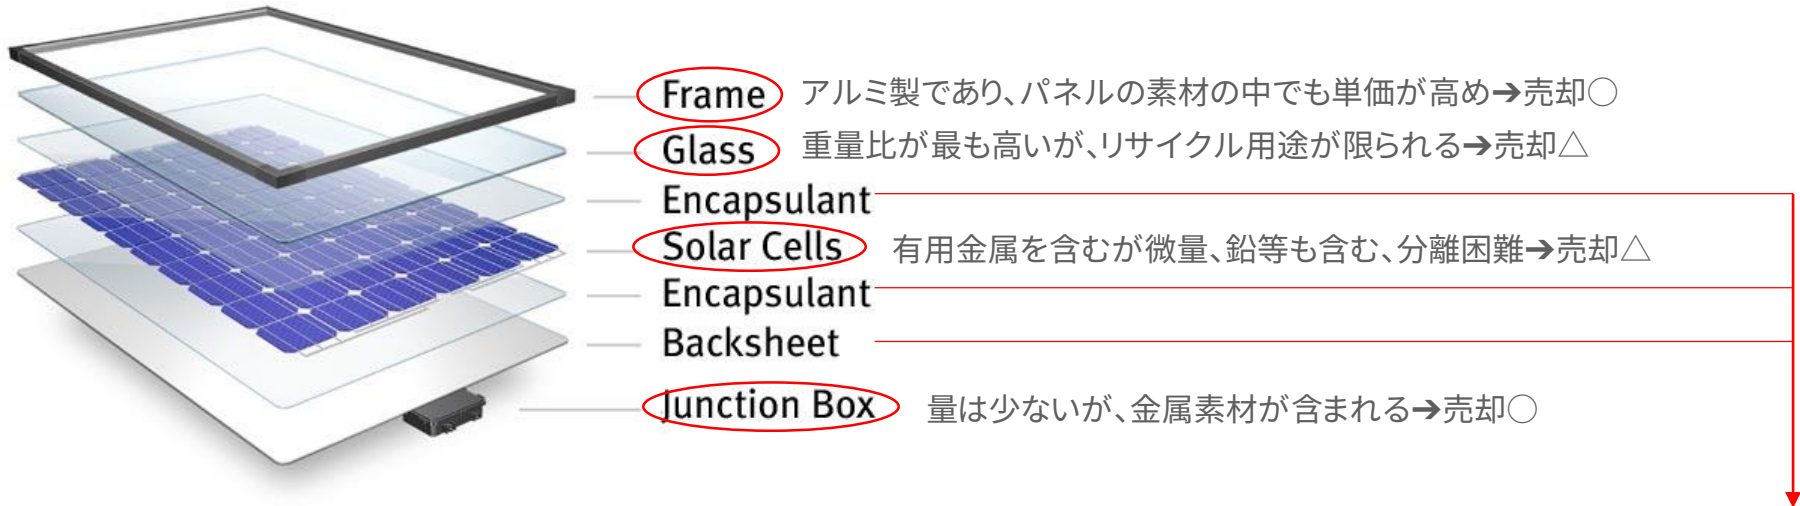 Frame アルミ製であり、パネルの素材の中でも単価が高め➔売却○
Glass 重量比が最も高いが、リサイクル用途が限られる➔売却△
Encapsulant
Solar Cells 有用金属を含むが微量、鉛等も含む、分離困難➔売却△
Encapsulant
Backsheet
Junction Box 量は少ないが、金属素材が含まれる➔売却○